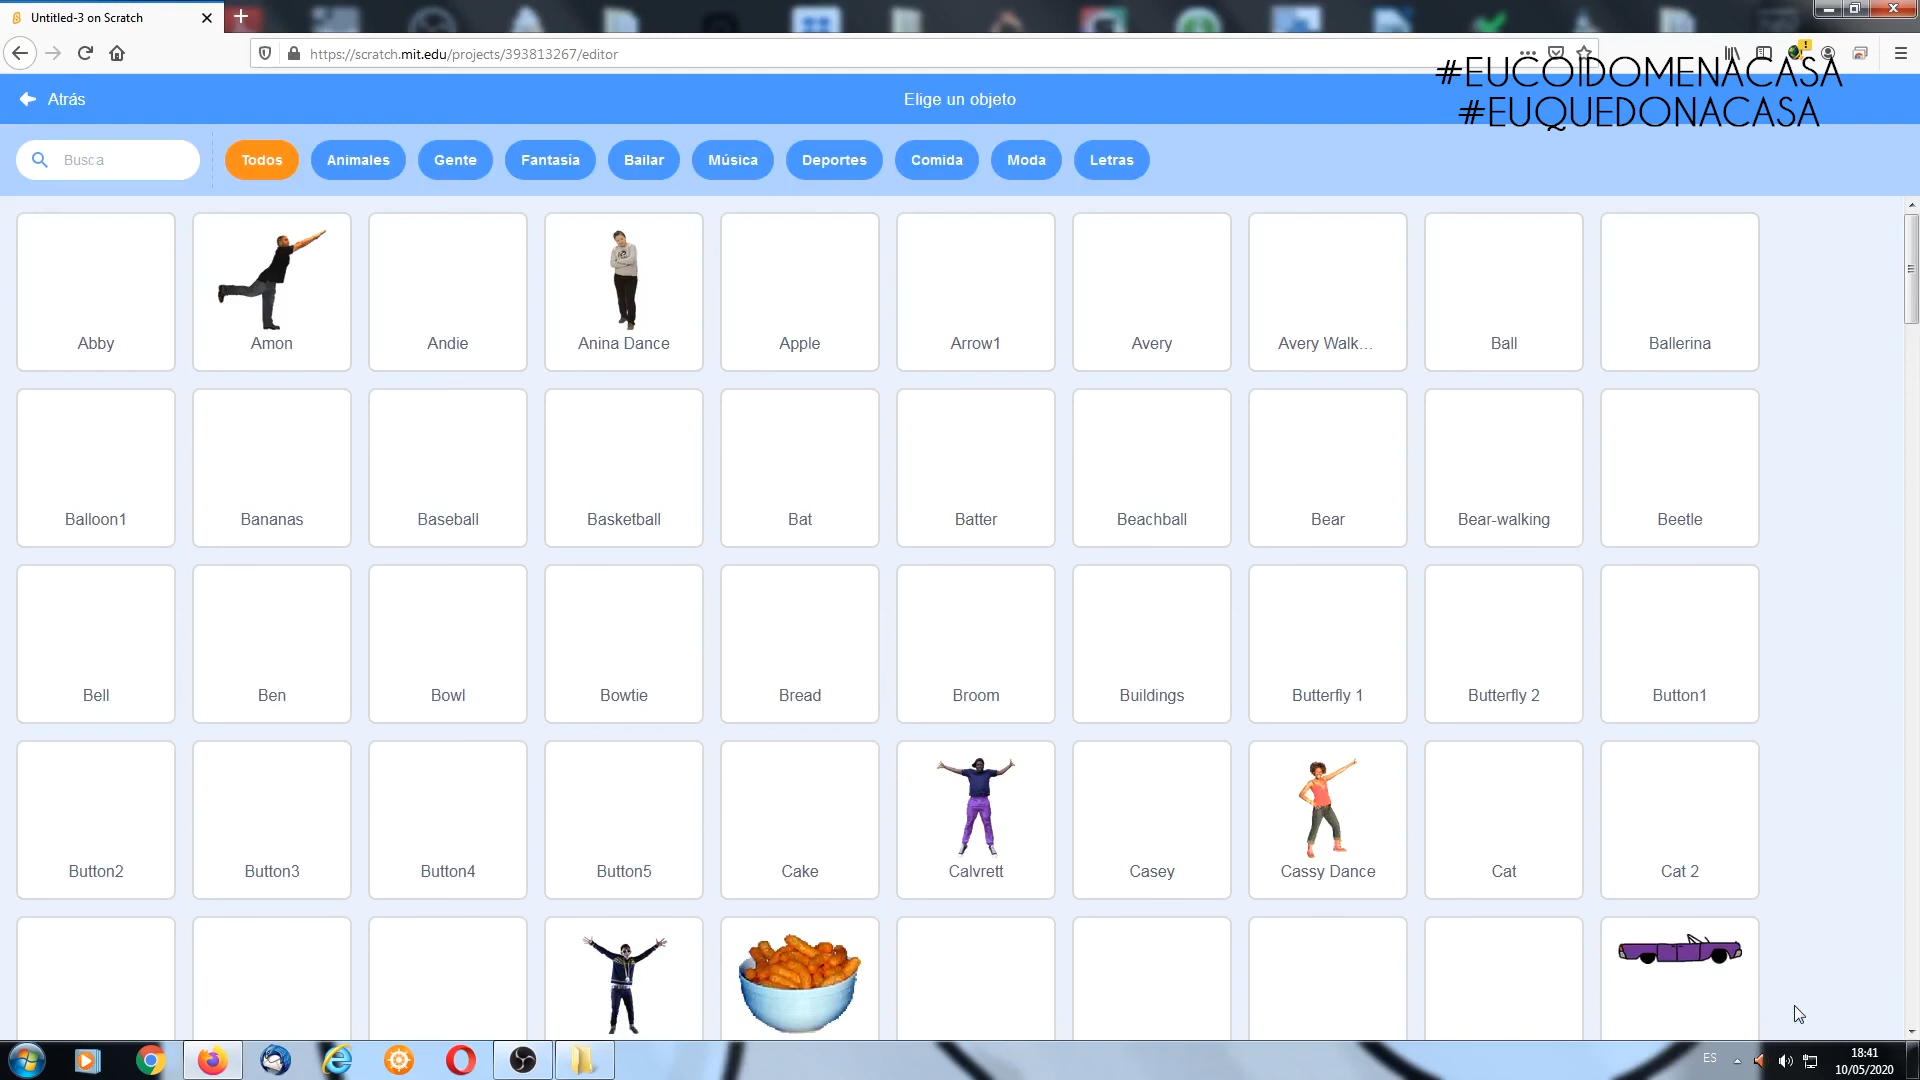 Untitled-3 on Scratch
https://scratch.mit.edu/projects/393813267/editor
#EUCOIDOMENACASA
#EUQUEDONACASA
Atrás
Elige un objeto
Busca
Todos
Animales
Gente
Fantasía
Bailar
Música
Deportes
Comida
Moda
Letras
Abby
Amon
Andie
Anina Dance
Apple
Arrow1
Avery
Avery Walk...
Ball
Ballerina
Balloon1
Bananas
Baseball
Basketball
Bat
Batter
Beachball
Bear
Bear-walking
Beetle
Bell
Ben
Bowl
Bowtie
Bread
Broom
Buildings
Butterfly 1
Butterfly 2
Button1
Button2
Button3
Button4
Button5
Cake
Calvrett
Casey
Cassy Dance
Cat
Cat 2
ES
18:41
10/05/2020